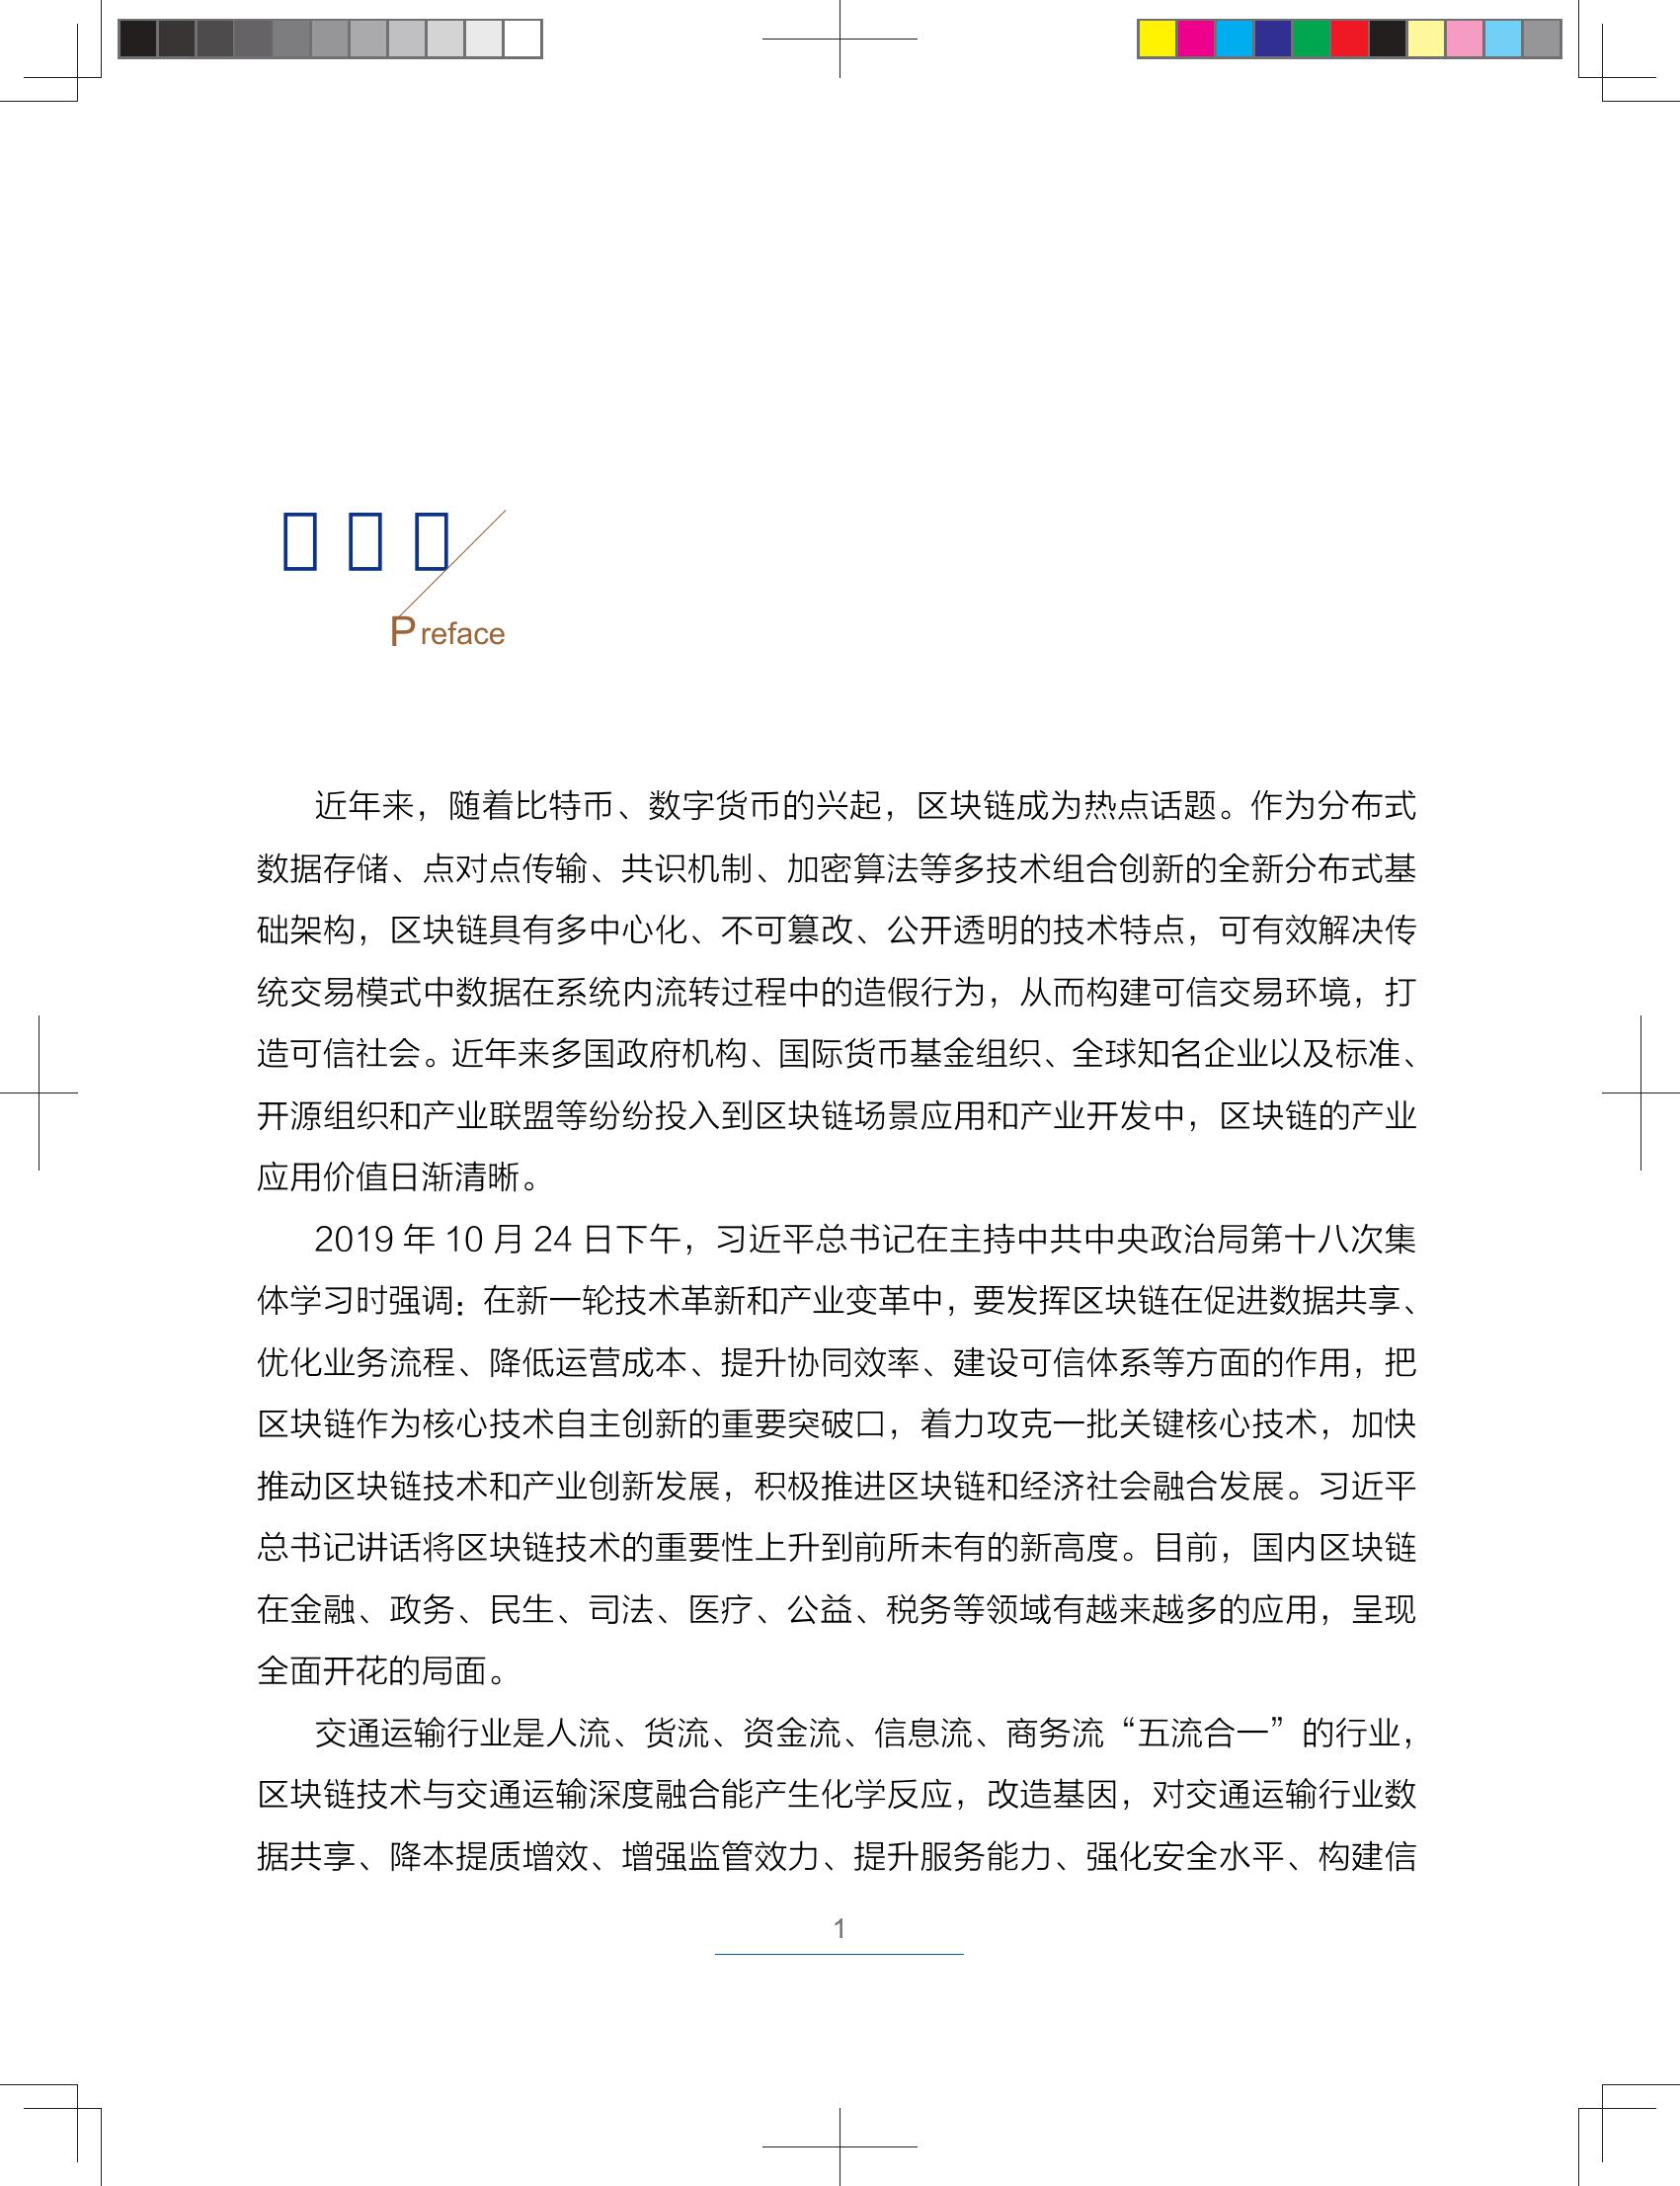 Preface
近年来，随着比特币、数字货币的兴起，区块链成为热点话题。作为分布式
数据存储、点对点传输、共识机制、加密算法等多技术组合创新的全新分布式基
础架构，区块链具有多中心化、不可篡改、公开透明的技术特点，可有效解决传
统交易模式中数据在系统内流转过程中的造假行为，从而构建可信交易环境，打
造可信社会。近年来多国政府机构、国际货币基金组织、全球知名企业以及标准、
开源组织和产业联盟等纷纷投入到区块链场景应用和产业开发中，区块链的产业
应用价值日渐清晰。
2019 年 10 月 24 日下午，习近平总书记在主持中共中央政治局第十八次集
体学习时强调：在新一轮技术革新和产业变革中，要发挥区块链在促进数据共享、
优化业务流程、降低运营成本、提升协同效率、建设可信体系等方面的作用，把
区块链作为核心技术自主创新的重要突破口，着力攻克一批关键核心技术，加快
推动区块链技术和产业创新发展，积极推进区块链和经济社会融合发展。习近平
总书记讲话将区块链技术的重要性上升到前所未有的新高度。目前，国内区块链
在金融、政务、民生、司法、医疗、公益、税务等领域有越来越多的应用，呈现
全面开花的局面。
交通运输行业是人流、货流、资金流、信息流、商务流“五流合一”的行业，
区块链技术与交通运输深度融合能产生化学反应，改造基因，对交通运输行业数
据共享、降本提质增效、增强监管效力、提升服务能力、强化安全水平、构建信
1